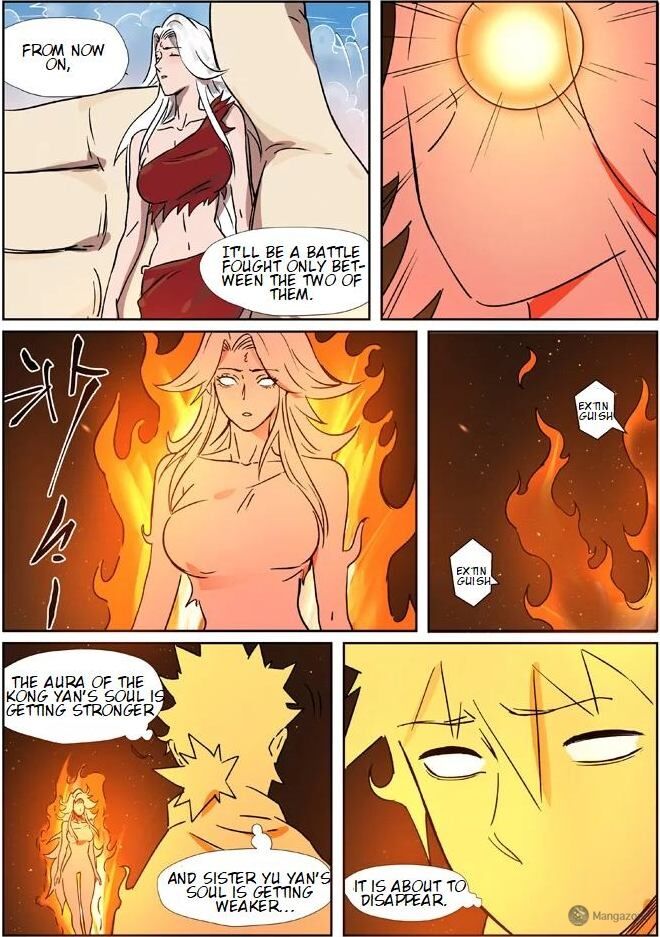 FROM NOW
ON,
IT'LL BE A BATTLE
FOUGHT ONLY BET-
WEEN THE TWO OF
THEM.
EXTIN
GUISH
EXTIN
GUISH
THE AURA OF THE
KONG YAN'S SOUL IS
GETTING STRONGER,
AND SISTER YU YAN'S
SOUL IS GETTING
WEAKER...
IT IS ABOUT TO
DISAPPEAR.